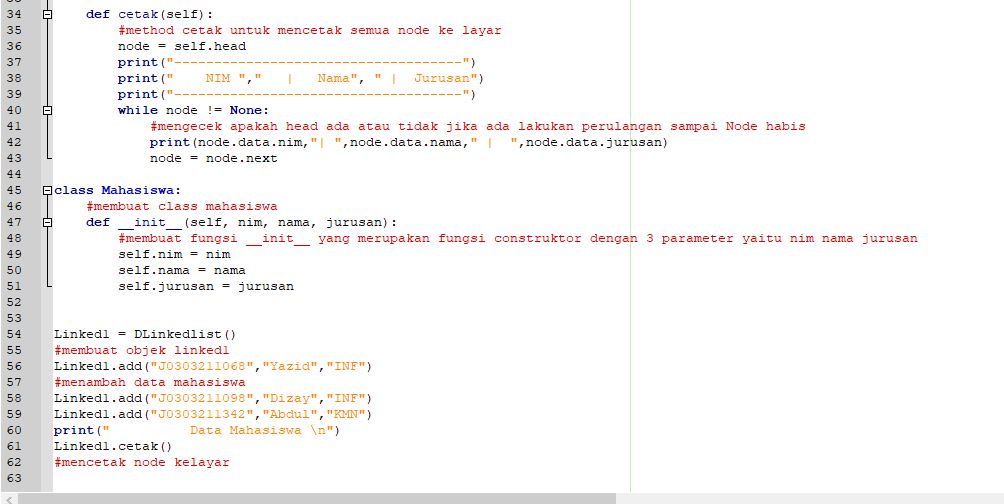 34 def cetak(self):
35 #method cetak untuk mencetak semua node ke layar
36 node = self.head
37 print("-----------------------------------")
38 print("    NIM ","   |   Nama", " |  Jurusan")
39 print("-----------------------------------")
40 while node != None:
41 #mengecek apakah head ada atau tidak jika ada lakukan perulangan sampai Node habis
42 print(node.data.nim,"| ",node.data.nama," |  ",node.data.jurusan)
43 node = node.next
44
45 class Mahasiswa:
46 #membuat class mahasiswa
47 def __init__(self, nim, nama, jurusan):
48 #membuat fungsi __init__ yang merupakan fungsi construktor dengan 3 parameter yaitu nim nama jurusan
49 self.nim = nim
50 self.nama = nama
51 self.jurusan = jurusan
52
53
54 Linked1 = DLinkedlist()
55 #membuat objek linked1
56 Linked1.add("J0303211068","Yazid","INF")
57 #menambah data mahasiswa
58 Linked1.add("J0303211098","Dizay","INF")
59 Linked1.add("J0303211342","Abdul","KMN")
60 print("          Data Mahasiswa \n")
61 Linked1.cetak()
62 #mencetak node kelayar
63